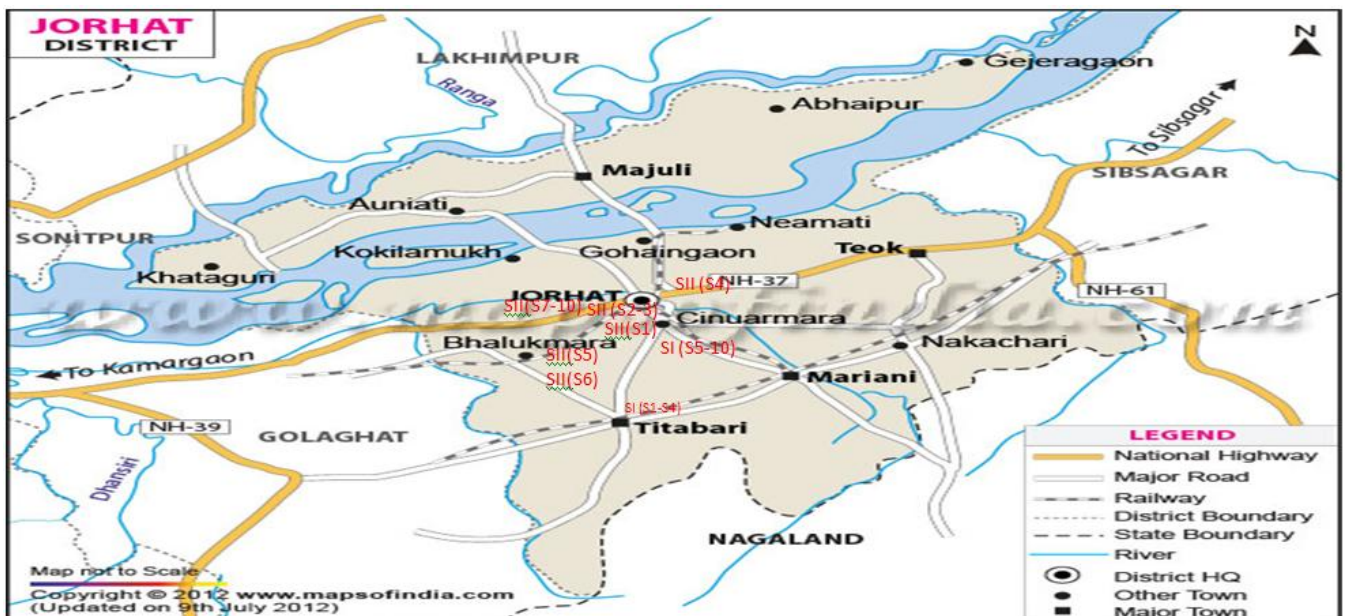 JORHAT
DISTRICT
N
LAKHIMPUR
Ranga
Gejeragaon
Abhaipur
To Sibsagar
SIBSAGAR
Majuli
Auniati
SONITPUR
Neamati
Kokilamukh
Gohaingaon
Teok
Khataguri
SII (S4)
NH-37
NH-61
JORHAT
SII(S7-10)
SII (S2-3)
Cinuarmara
SII(S1)
Bhalukmara
SI (S5-10)
Nakachari
SII(S5)
To Kamargaon
SII(S6)
Mariani
SI (S1-S4)
Titabari
NH-39
GOLAGHAT
Dhansiri
NAGALAND
LEGEND
National Highway
Major Road
Railway
District Boundary
State Boundary
River
District HQ
Other Town
Major Town
Map not to Scale
Copyright © 2012 www.mapsofindia.com
(Updated on 9th July 2012)